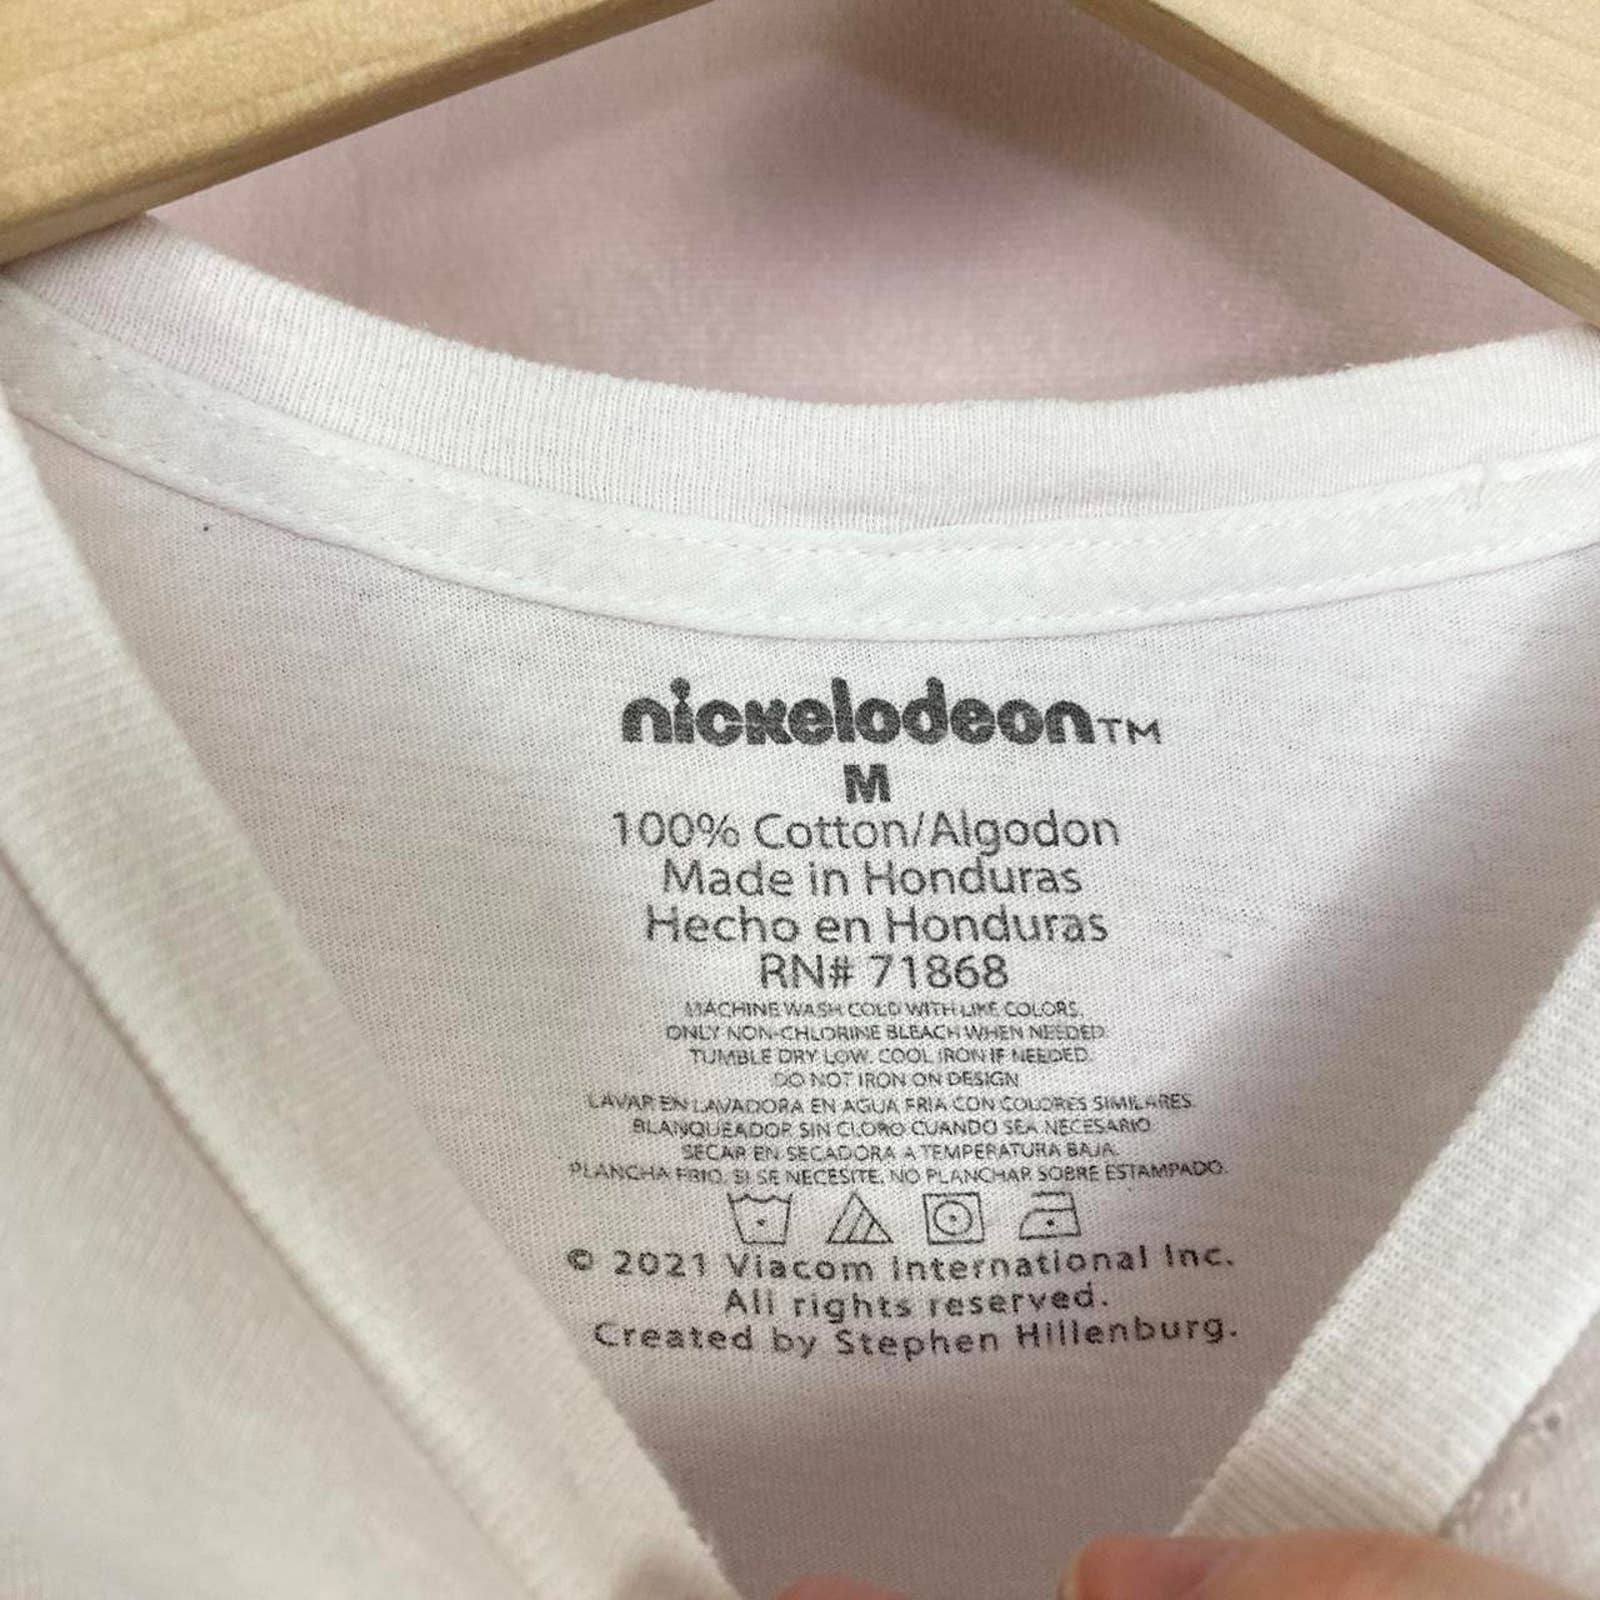 nickelodeon™
M
100% Cotton/Algodon
Made in Honduras
Hecho en Honduras
RN# 71868
MACHINE WASH COLD WITH LIKE COLORS.
ONLY NON-CHLORINE BLEACH WHEN NEEDED.
TUMBLE DRY LOW. COOL IRON IF NEEDED.
DO NOT IRON ON DESIGN
LAVAR EN LAVADORA EN AGUA FRIA CON COLORES SIMILARES.
BLANQUEADOR SIN CLORO CUANDO SEA NECESARIO
SECAR EN SECADORA A TEMPERATURA BAJA.
PLANCHA FRIO, SI SE NECESITE, NO PLANCHAR SOBRE ESTAMPADO.
© 2021 Viacom International Inc.
All rights reserved.
Created by Stephen Hillenburg.